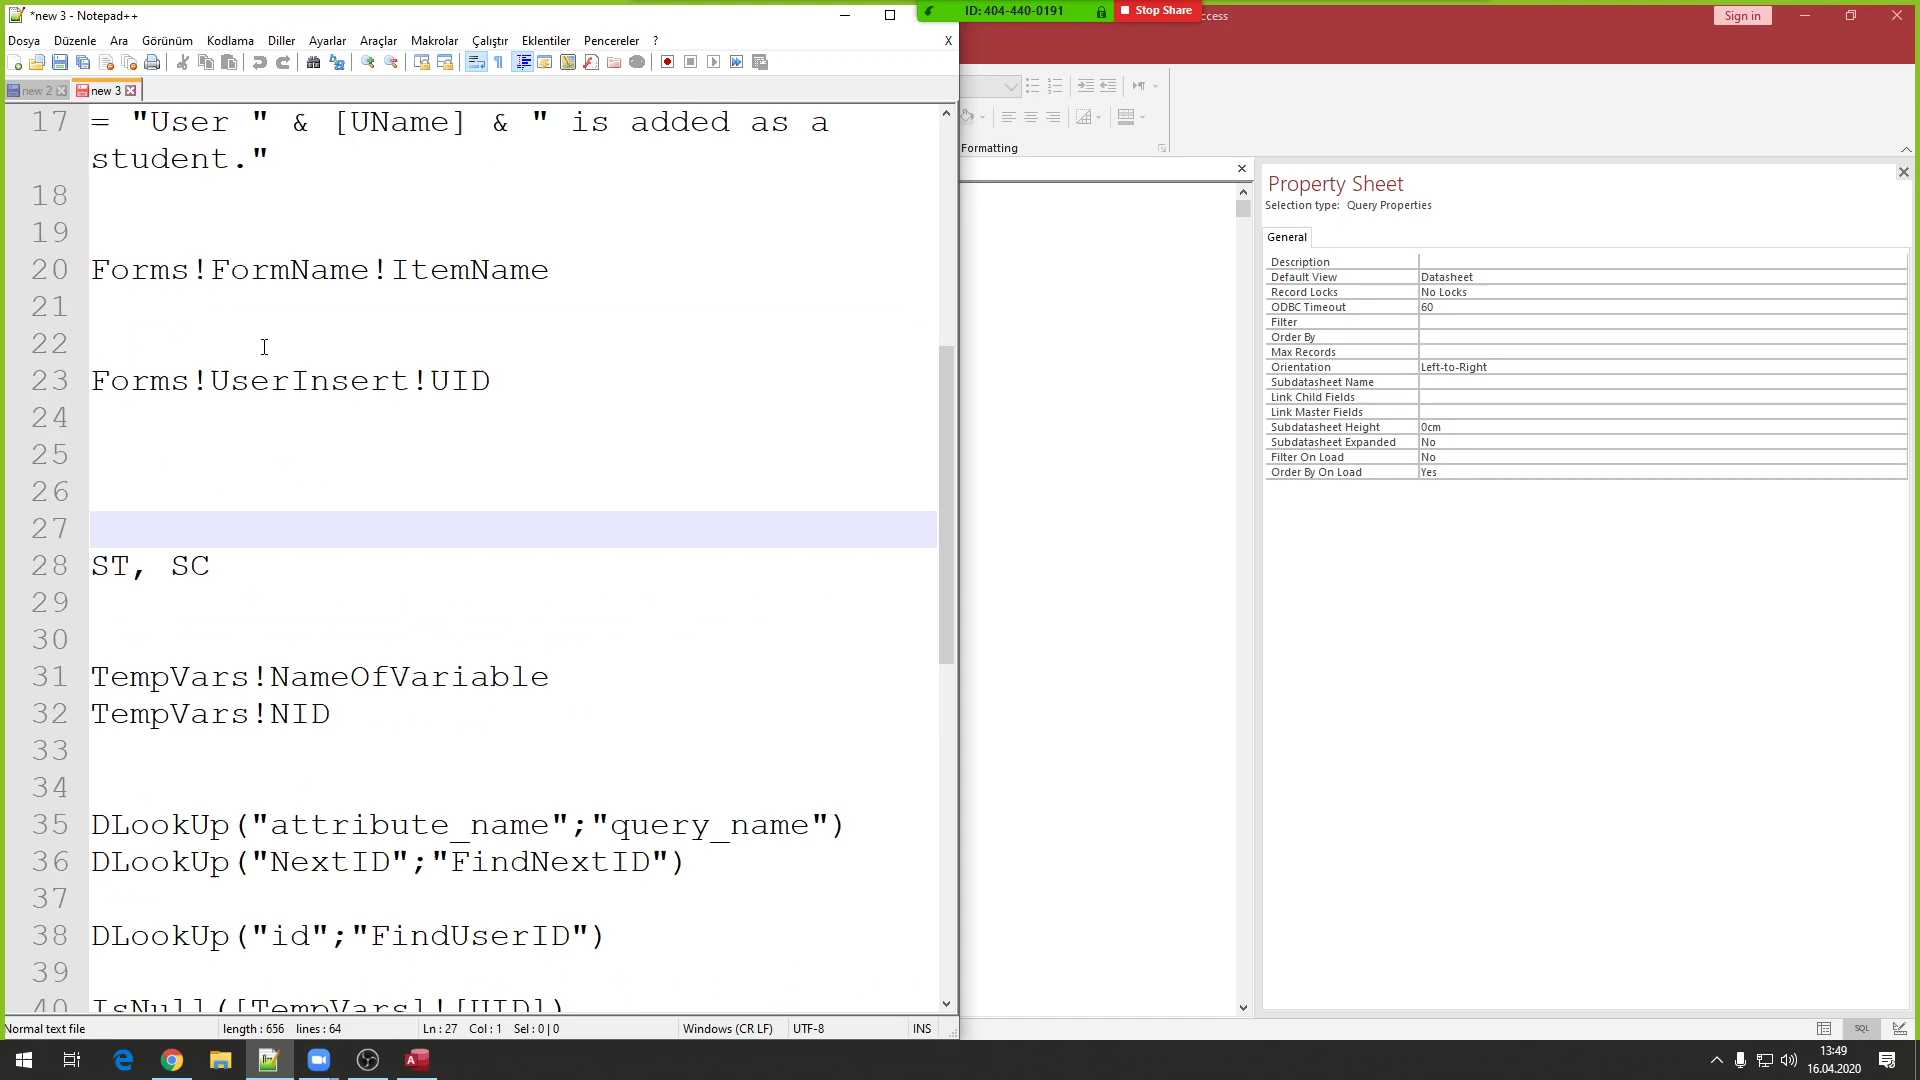 *new 3 - Notepad++
ID: 404-440-0191
Stop Share
ccess
Sign in
Dosya Düzenle Ara Görünüm Kodlama Diller Ayarlar Araçlar Makrolar Çalıştır Eklentiler Pencereler ? X
new 2
new 3
17 = "User " & [UName] & " is added as a
student."
18
19
20 Forms!FormName!ItemName
21
22
23 Forms!UserInsert!UID
24
25
26
27
28 ST, SC
29
30
31 TempVars!NameOfVariable
32 TempVars!NID
33
34
35 DLookUp("attribute_name";"query_name")
36 DLookUp("NextID";"FindNextID")
37
38 DLookUp("id";"FindUserID")
39
40 IsNull([TempVars]![UID])
Formatting
Property Sheet
Selection type: Query Properties
General
Description
Default View Datasheet
Record Locks No Locks
ODBC Timeout 60
Filter
Order By
Max Records
Orientation Left-to-Right
Subdatasheet Name
Link Child Fields
Link Master Fields
Subdatasheet Height 0cm
Subdatasheet Expanded No
Filter On Load No
Order By On Load Yes
Normal text file length : 656 lines : 64 Ln : 27 Col : 1 Sel : 0 | 0 Windows (CR LF) UTF-8 INS
SQL
13:49
16.04.2020